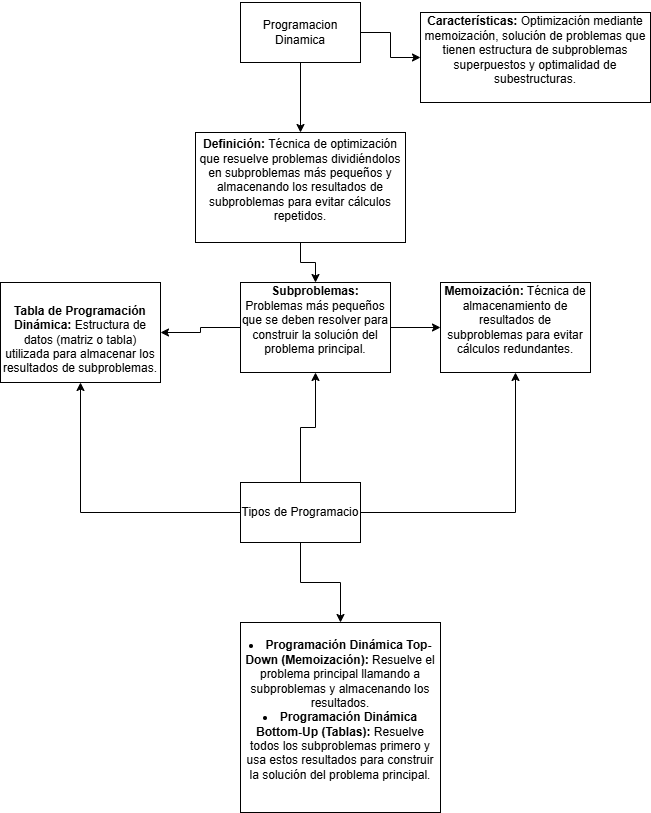 Programacion
Dinamica
Características: Optimización mediante
memoización, solución de problemas que
tienen estructura de subproblemas
superpuestos y optimalidad de
subestructuras.
Definición: Técnica de optimización
que resuelve problemas dividiéndolos
en subproblemas más pequeños y
almacenando los resultados de
subproblemas para evitar cálculos
repetidos.
Tabla de Programación
Dinámica: Estructura de
datos (matriz o tabla)
utilizada para almacenar los
resultados de subproblemas.
Subproblemas:
Problemas más pequeños
que se deben resolver para
construir la solución del
problema principal.
Memoización: Técnica de
almacenamiento de
resultados de
subproblemas para evitar
cálculos redundantes.
Tipos de Programacio
• Programación Dinámica Top-
Down (Memoización): Resuelve el
problema principal llamando a
subproblemas y almacenando los
resultados.
• Programación Dinámica
Bottom-Up (Tablas): Resuelve
todos los subproblemas primero y
usa estos resultados para construir
la solución del problema principal.